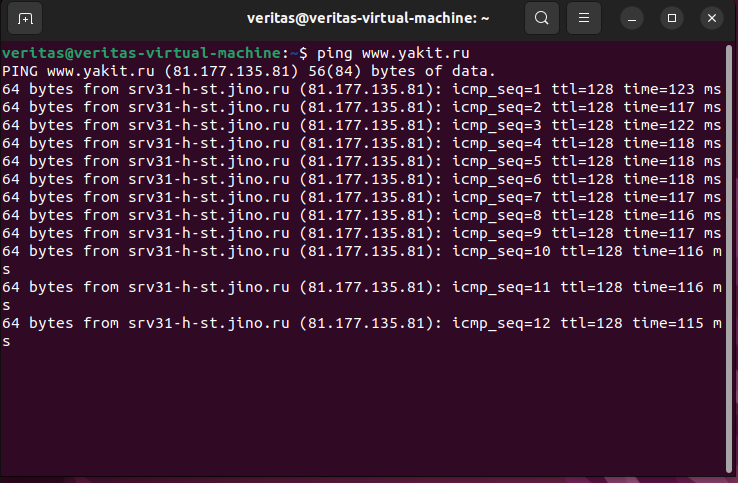 veritas@veritas-virtual-machine: ~
veritas@veritas-virtual-machine:~$ ping www.yakit.ru
PING www.yakit.ru (81.177.135.81) 56(84) bytes of data.
64 bytes from srv31-h-st.jino.ru (81.177.135.81): icmp_seq=1 ttl=128 time=123 ms
64 bytes from srv31-h-st.jino.ru (81.177.135.81): icmp_seq=2 ttl=128 time=117 ms
64 bytes from srv31-h-st.jino.ru (81.177.135.81): icmp_seq=3 ttl=128 time=122 ms
64 bytes from srv31-h-st.jino.ru (81.177.135.81): icmp_seq=4 ttl=128 time=118 ms
64 bytes from srv31-h-st.jino.ru (81.177.135.81): icmp_seq=5 ttl=128 time=118 ms
64 bytes from srv31-h-st.jino.ru (81.177.135.81): icmp_seq=6 ttl=128 time=118 ms
64 bytes from srv31-h-st.jino.ru (81.177.135.81): icmp_seq=7 ttl=128 time=117 ms
64 bytes from srv31-h-st.jino.ru (81.177.135.81): icmp_seq=8 ttl=128 time=116 ms
64 bytes from srv31-h-st.jino.ru (81.177.135.81): icmp_seq=9 ttl=128 time=117 ms
64 bytes from srv31-h-st.jino.ru (81.177.135.81): icmp_seq=10 ttl=128 time=116 m
s
64 bytes from srv31-h-st.jino.ru (81.177.135.81): icmp_seq=11 ttl=128 time=116 m
s
64 bytes from srv31-h-st.jino.ru (81.177.135.81): icmp_seq=12 ttl=128 time=115 m
s